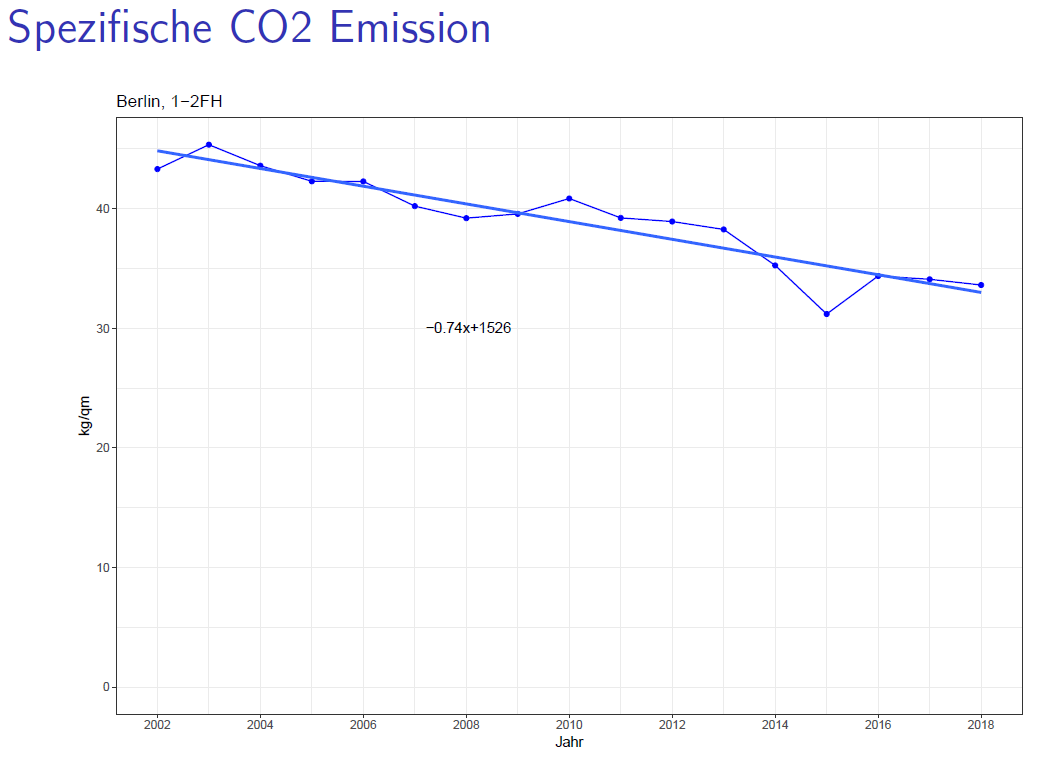 Spezifische CO2 Emission
Berlin, 1−2FH
40
30
20
10
0
kg/qm
−0.74x+1526
2002 2004 2006 2008 2010 2012 2014 2016 2018
Jahr